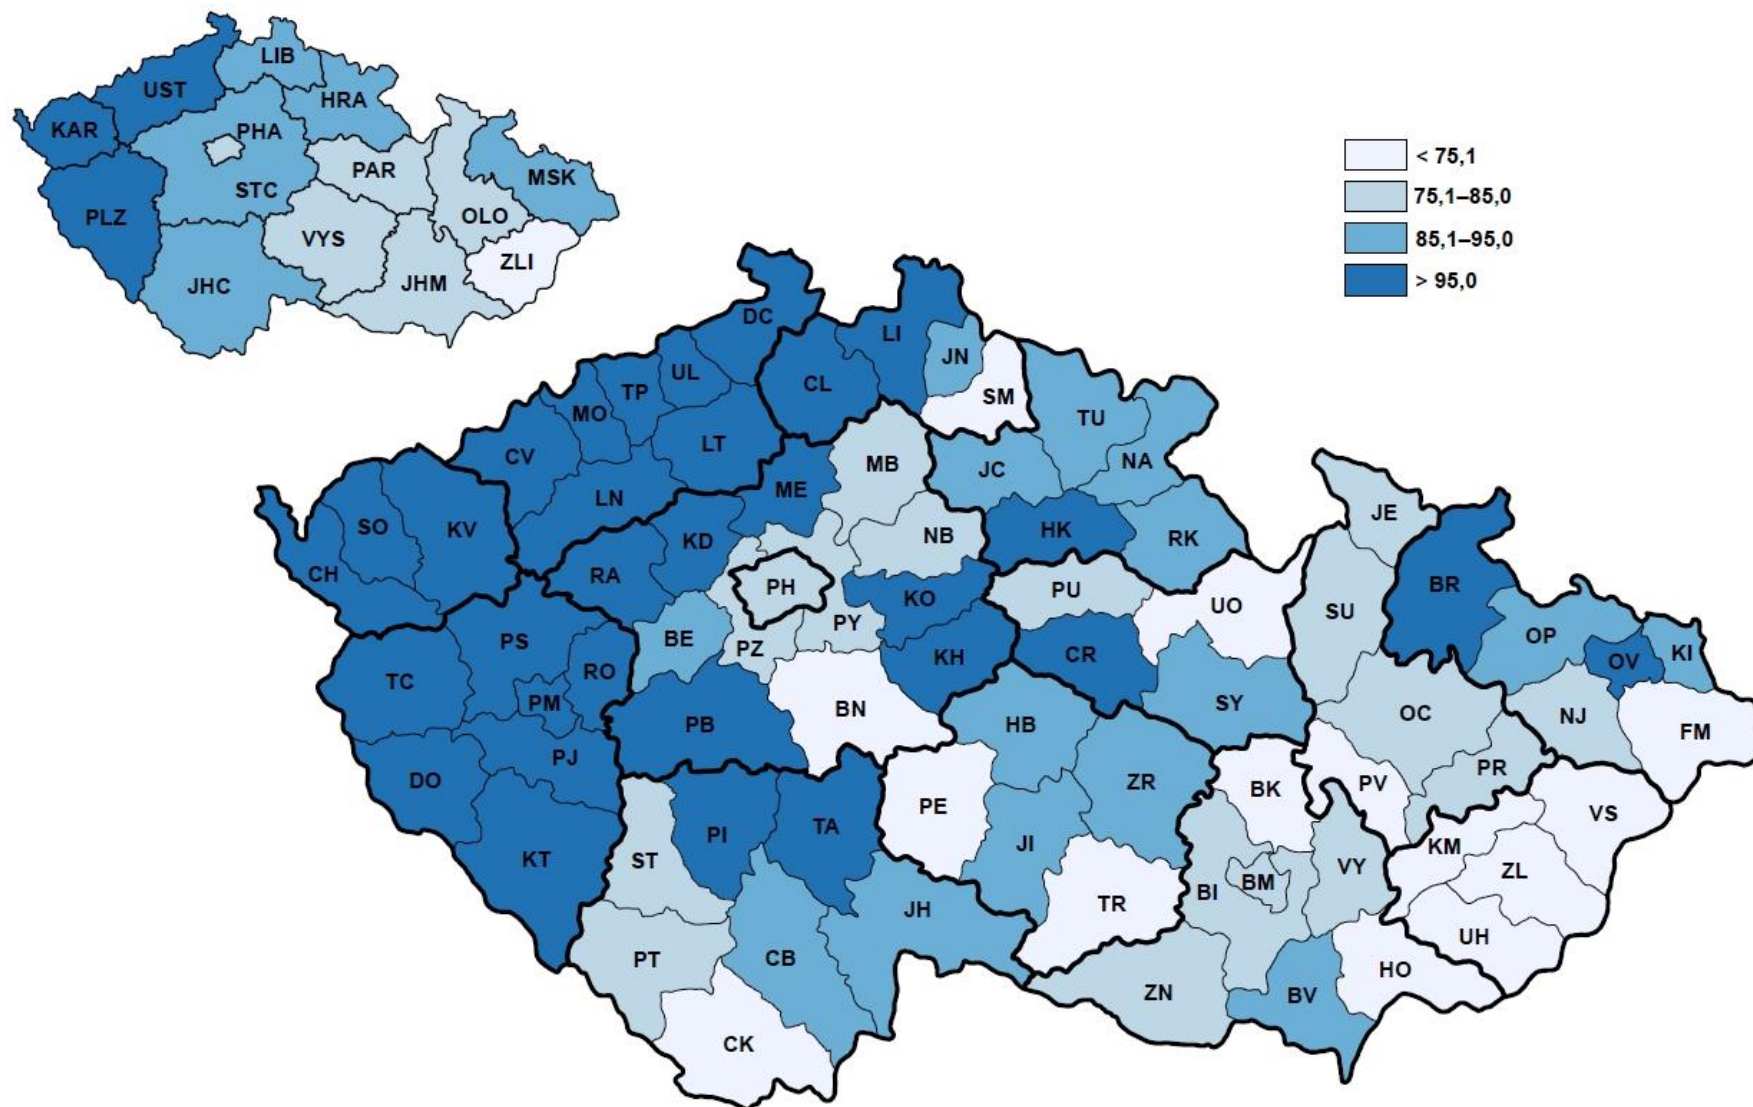 LIB
UST
HRA
KAR
PHA
PAR
MSK
STC
PLZ
OLO
VYS
ZLI
JHC
JHM
< 75,1
75,1–85,0
85,1–95,0
> 95,0
DC
LI
JN
UL
CL
TP
SM
MO
TU
LT
CV
MB
JC
NA
ME
LN
JE
SO
KV
HK
NB
KD
RK
CH
RA
BR
PH
PU
KO
UO
SU
PY
OP
BE
PS
PZ
KH
CR
OV
KI
RO
TC
PM
SY
BN
OC
NJ
PB
HB
FM
PJ
PR
DO
ZR
PV
BK
PE
VS
TA
PI
JI
KM
KT
ST
VY
ZL
BM
BI
TR
JH
UH
PT
CB
HO
ZN
BV
CK